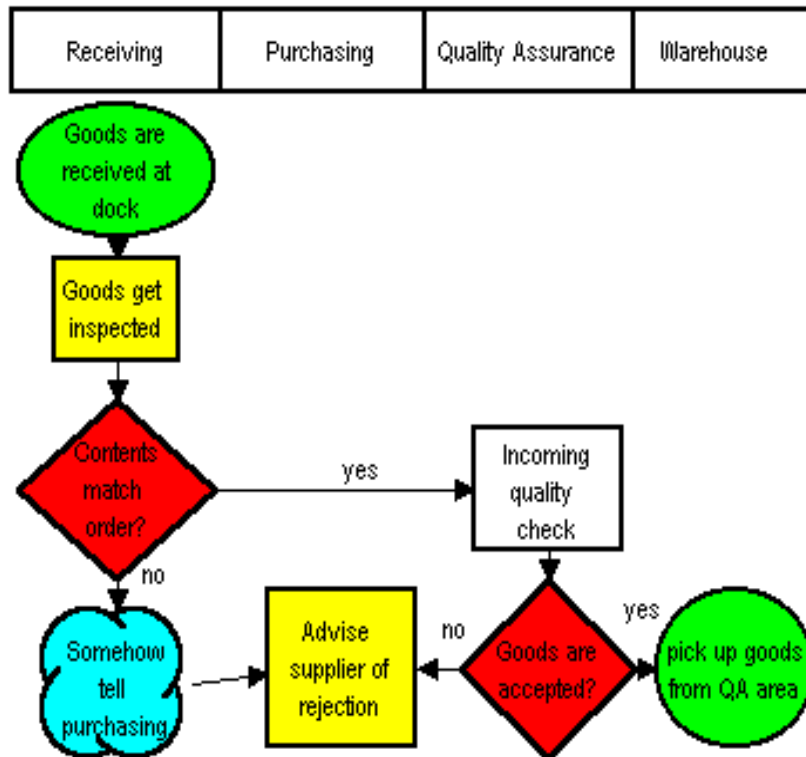 Receiving
Purchasing
Quality Assurance
Warehouse
Goods are
received at
dock
Goods get
inspected
Contents
match
order?
yes
Incoming
quality
check
no
Somehow
tell
purchasing
Advise
supplier of
rejection
no
Goods are
accepted?
yes
pick up goods
from QA area